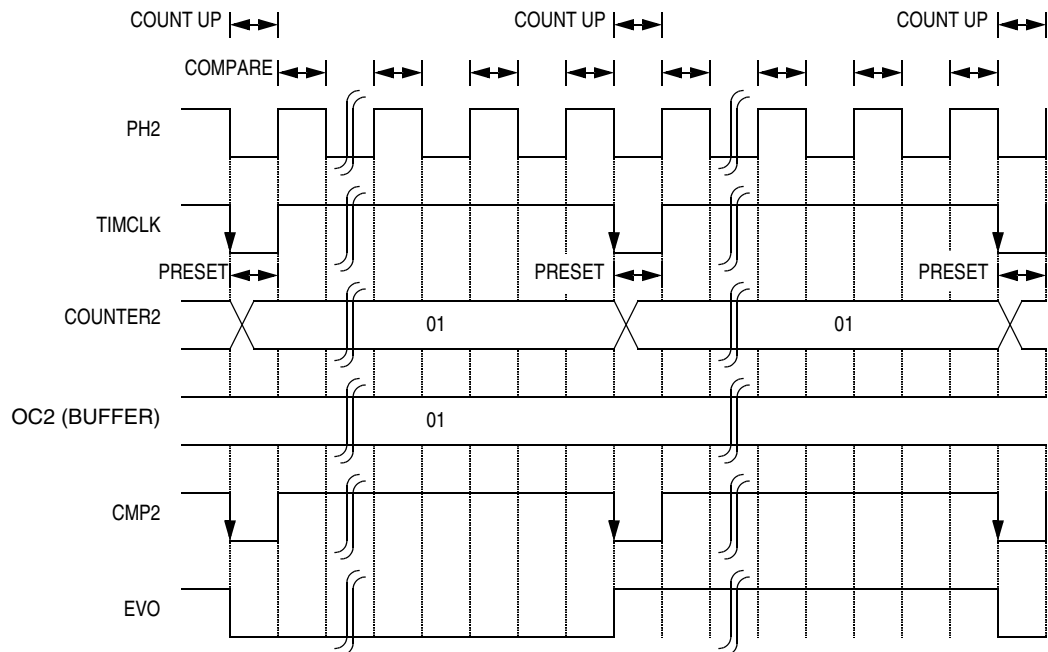 COUNT UP COUNT UP COUNT UP
COMPARE
PH2
TIMCLK
PRESET PRESET PRESET
COUNTER2 01 01
OC2 (BUFFER) 01
CMP2
EVO